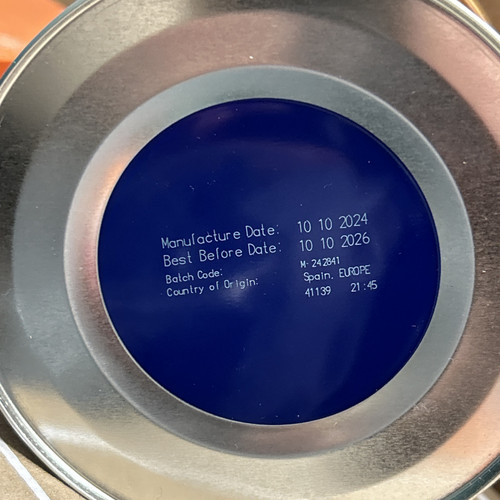 Manufacture Date: 10 10 2024
Best Before Date: 10 10 2026
Batch Code: M: 242841
Country of Origin: Spain. EUROPE
41139 21:45